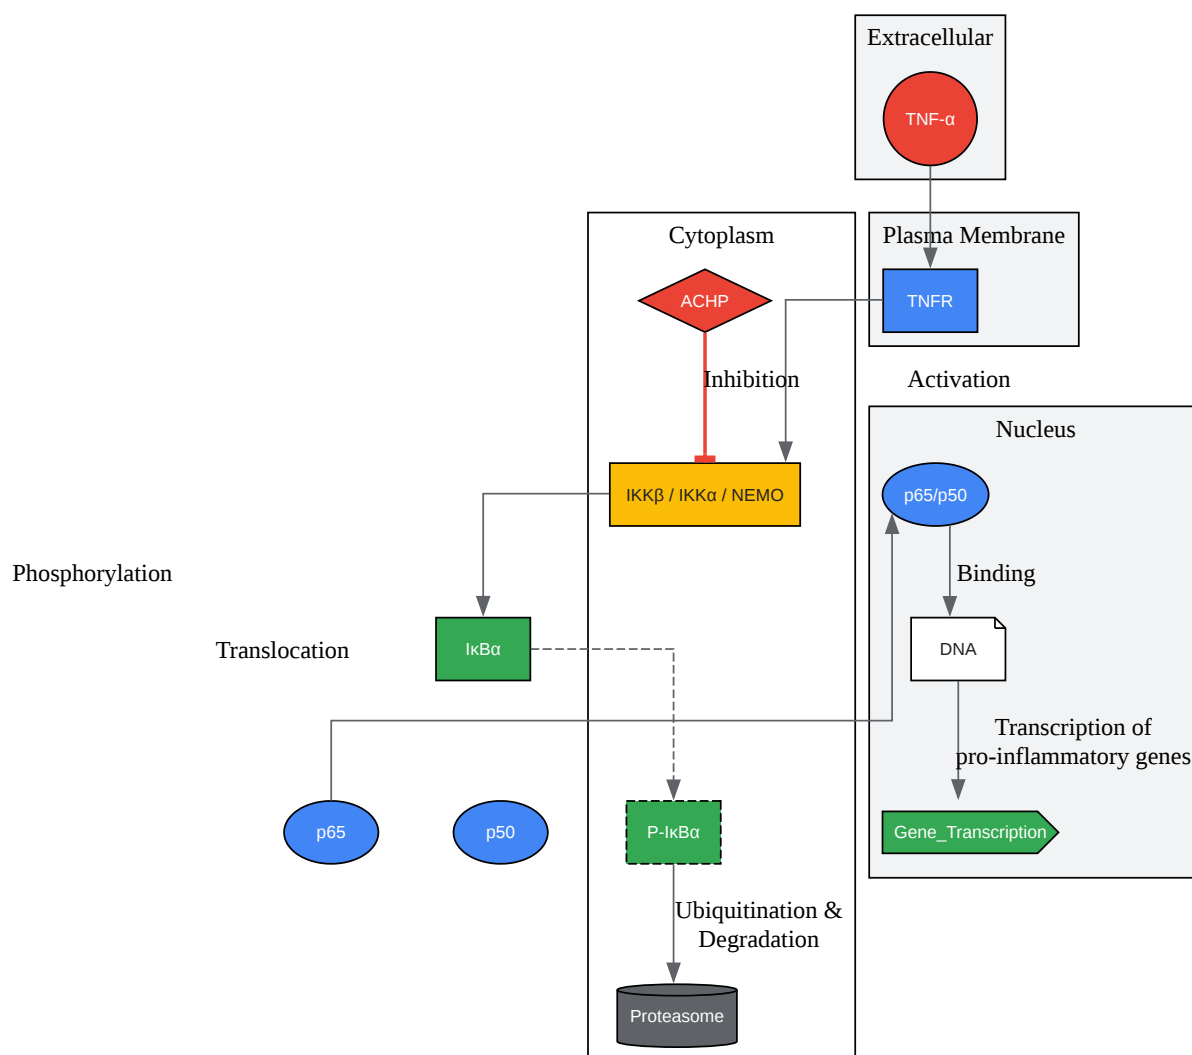 Extracellular
TNF-α
Cytoplasm
Plasma Membrane
ACHP
TNFR
Inhibition
Activation
Nucleus
IKKβ / IKKα / NEMO
p65/p50
Phosphorylation
Binding
Translocation
IκBα
DNA
Transcription of
pro-inflammatory genes
p65
p50
P-IκBα
Gene_Transcription
Ubiquitination &
Degradation
Proteasome